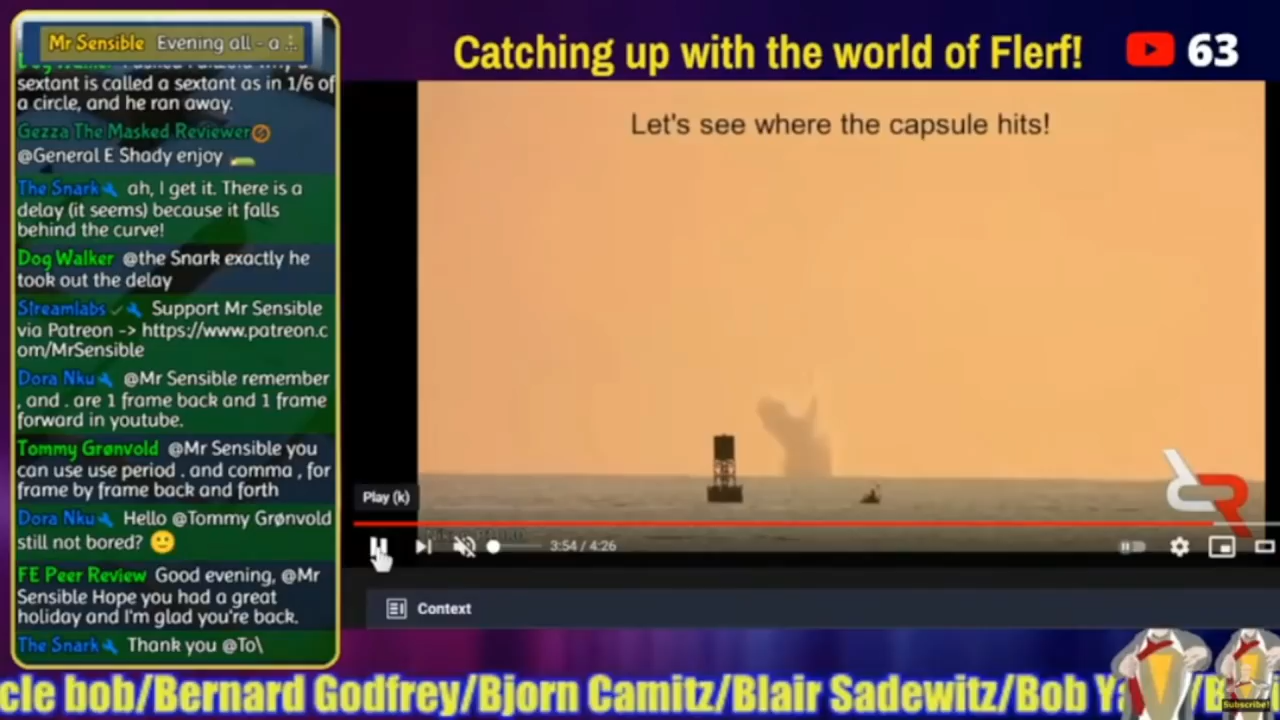 Mr Sensible Evening all - a ...
Dog Walker
sextant is called a sextant as in 1/6 of
a circle, and he ran away.
Gezza The Masked Reviewer
@General E Shady enjoy
The Snark ah, I get it. There is a
delay (it seems) because it falls
behind the curve!
Dog Walker @the Snark exactly he
took out the delay
Streamlabs Support Mr Sensible
via Patreon -> https://www.patreon.c
om/MrSensible
Dora Nku @Mr Sensible remember
, and . are 1 frame back and 1 frame
forward in youtube.
Tommy Grønvold @Mr Sensible you
can use use period . and comma , for
frame by frame back and forth
Dora Nku Hello @Tommy Grønvold
still not bored?
FE Peer Review Good evening, @Mr
Sensible Hope you had a great
holiday and I'm glad you're back.
The Snark Thank you @To\
Catching up with the world of Flerf!
63
Let's see where the capsule hits!
Play (k)
3:54 / 4:26
Context
cle bob/Bernard Godfrey/Bjorn Camitz/Blair Sadewitz/Bob
Subscribe!